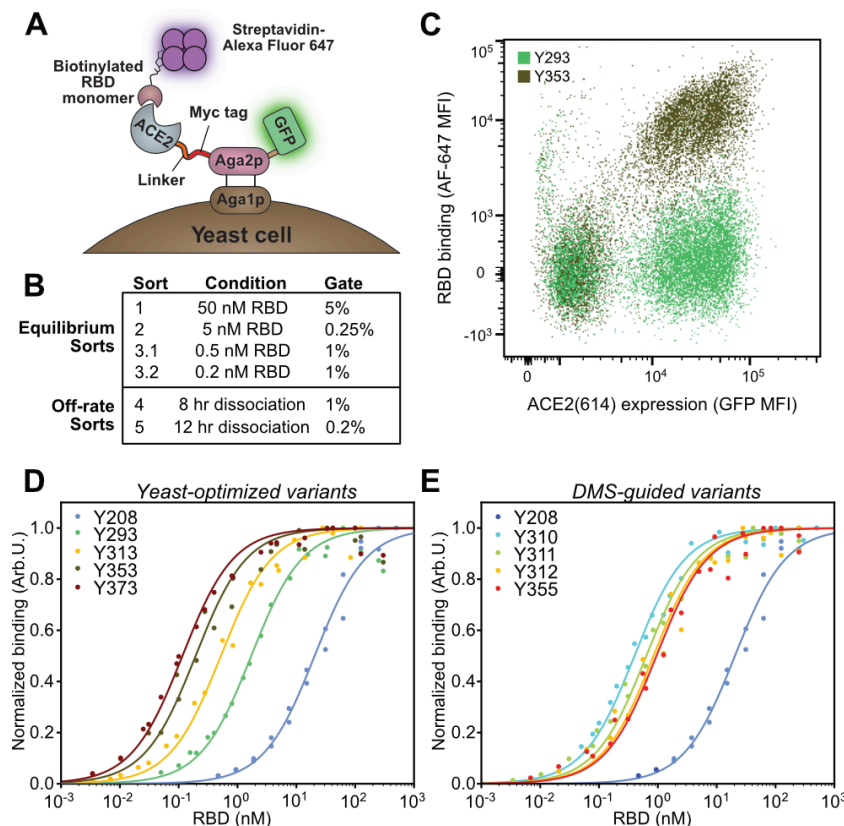 A
Streptavidin-
Alexa Fluor 647
Biotinylated
RBD
monomer
ACE2
Myc tag
GFP
Linker
Aga2p
Aga1p
Yeast cell
B
Sort Condition Gate
Equilibrium
Sorts
1 50 nM RBD 5%
2 5 nM RBD 0.25%
3.1 0.5 nM RBD 1%
3.2 0.2 nM RBD 1%
Off-rate
Sorts
4 8 hr dissociation 1%
5 12 hr dissociation 0.2%
C
Y293
Y353
RBD binding (AF-647 MFI)
10⁵
10⁴
10³
0
-10³
0 10⁴ 10⁵
ACE2(614) expression (GFP MFI)
D
Yeast-optimized variants
Y208
Y293
Y313
Y353
Y373
Normalized binding (Arb.U.)
1.0
0.8
0.6
0.4
0.2
0.0
10⁻³ 10⁻² 10⁻¹ 10⁰ 10¹ 10² 10³
RBD (nM)
E
DMS-guided variants
Y208
Y310
Y311
Y312
Y355
Normalized binding (Arb.U.)
1.0
0.8
0.6
0.4
0.2
0.0
10⁻³ 10⁻² 10⁻¹ 10⁰ 10¹ 10² 10³
RBD (nM)